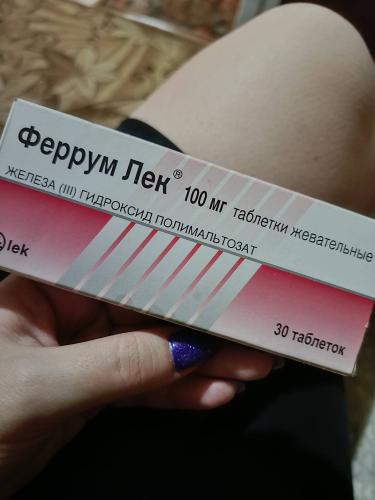 Феррум Лек® 100 мг таблетки жевательные
ЖЕЛЕЗА (III) ГИДРОКСИД ПОЛИМАЛЬТОЗАТ
lek
30 таблеток